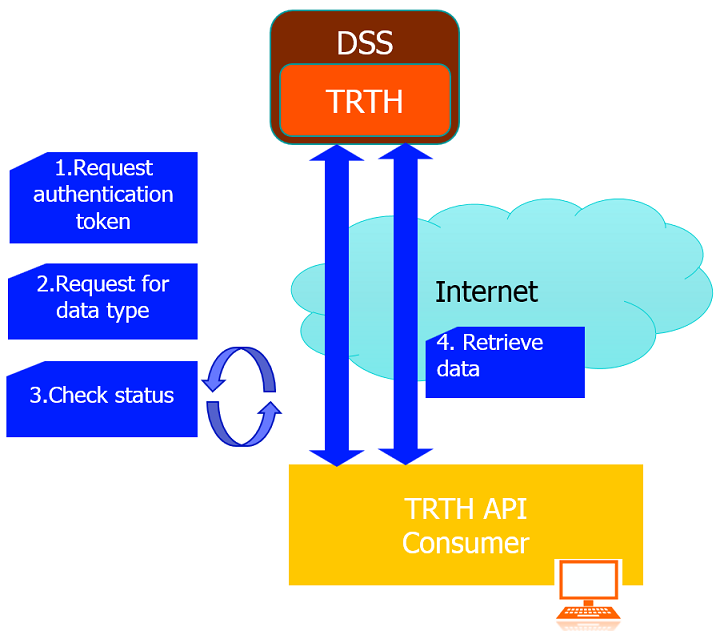 DSS
TRTH
1.Request
authentication
token
2.Request for
data type
3.Check status
Internet
4. Retrieve
data
TRTH API
Consumer